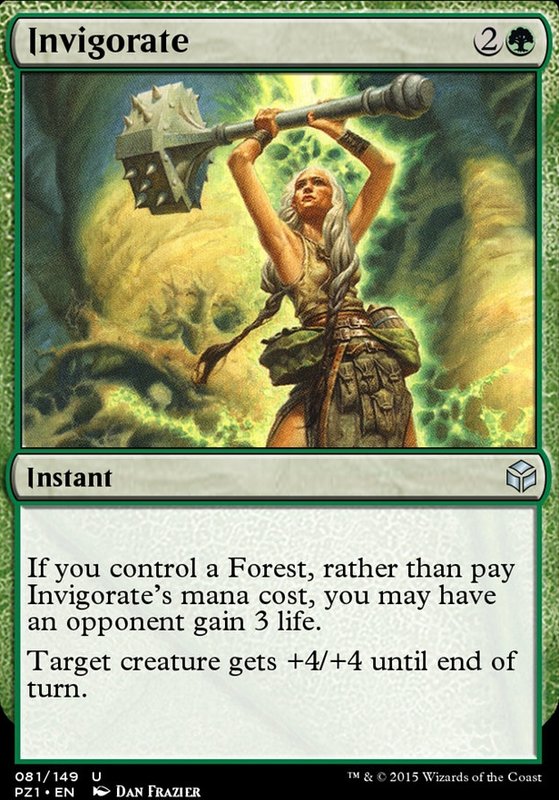 Invigorate 2
Instant
If you control a Forest, rather than pay
Invigorate's mana cost, you may have
an opponent gain 3 life.
Target creature gets +4/+4 until end of
turn.
081/149 U
PZ1 • EN Dan Frazier
™ & © 2015 Wizards of the Coast